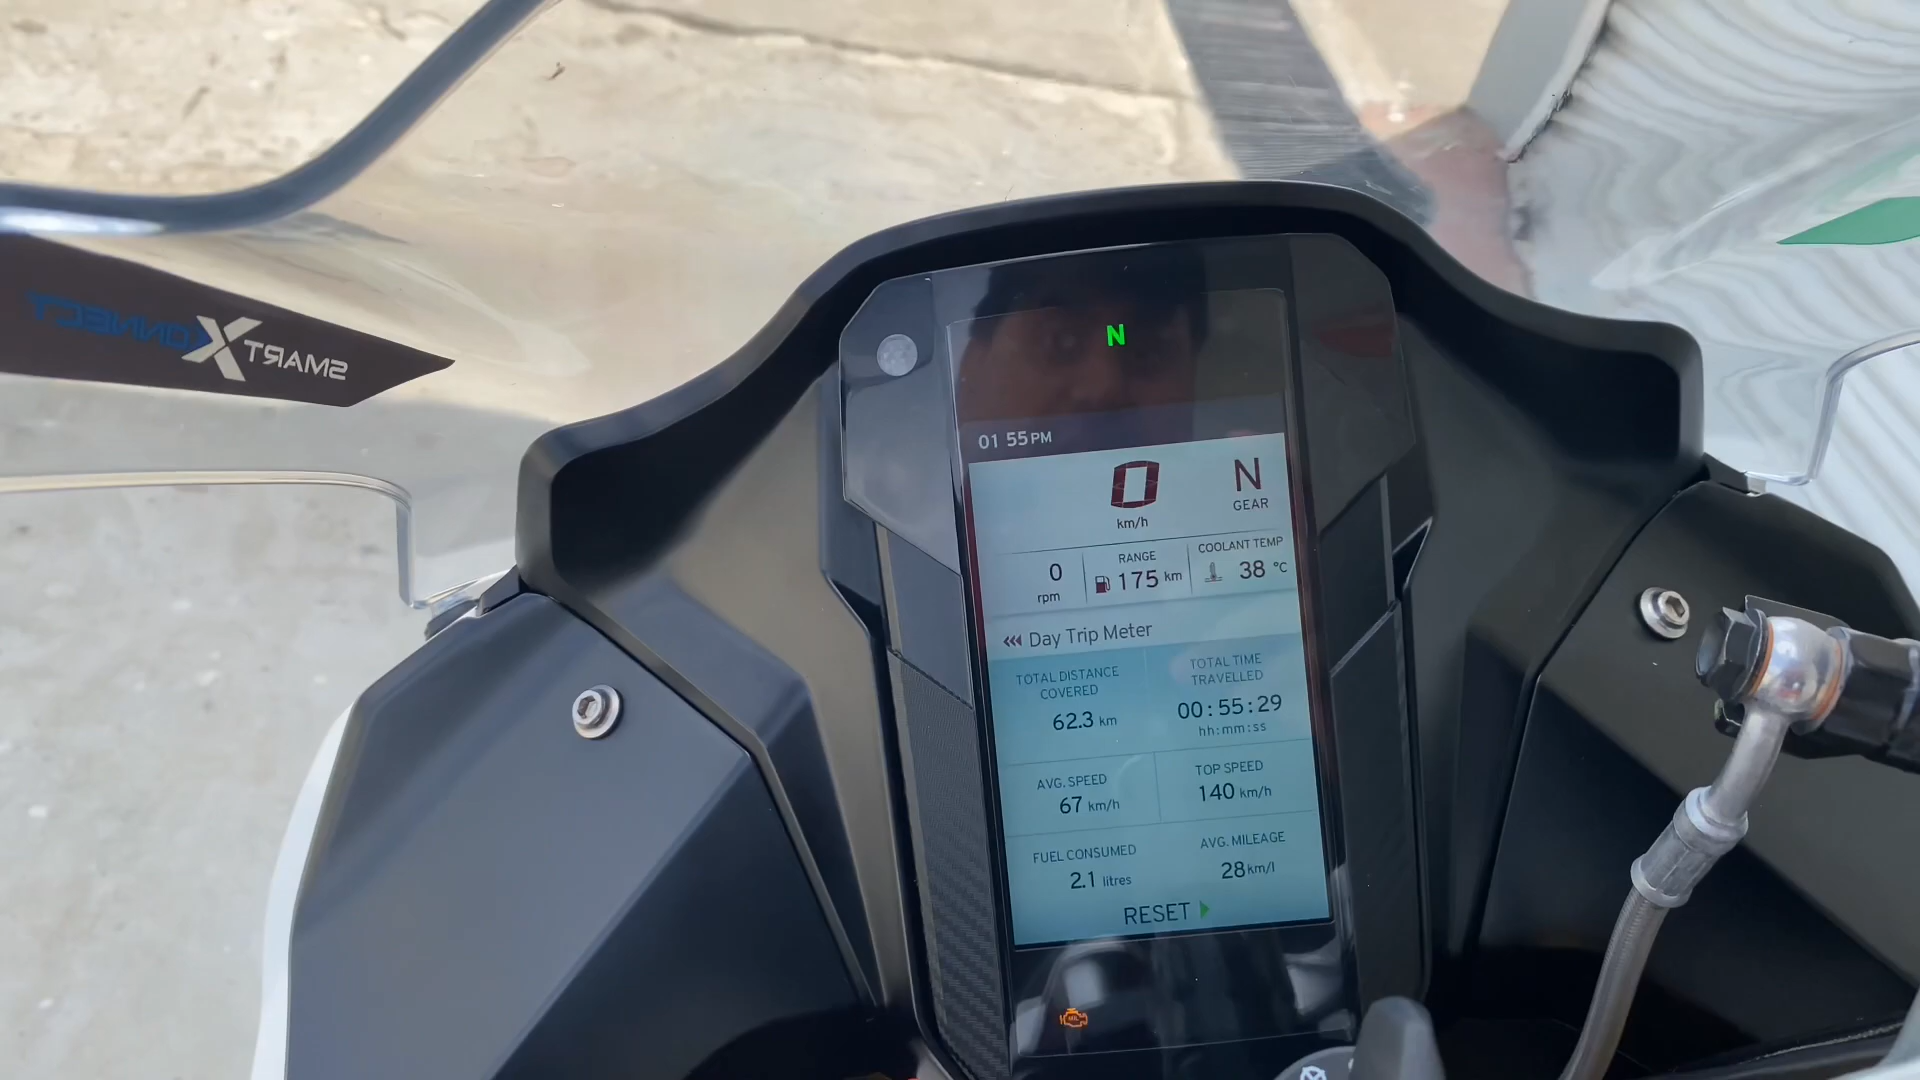 SMARTXONNECT
N
01 55 PM
0
km/h
N
GEAR
0
rpm
RANGE
175 km
COOLANT TEMP
38 °C
Day Trip Meter
TOTAL DISTANCE
COVERED
62.3 km
TOTAL TIME
TRAVELLED
00:55:29
hh:mm:ss
AVG. SPEED
67 km/h
TOP SPEED
140 km/h
FUEL CONSUMED
2.1 litres
AVG. MILEAGE
28 km/l
RESET